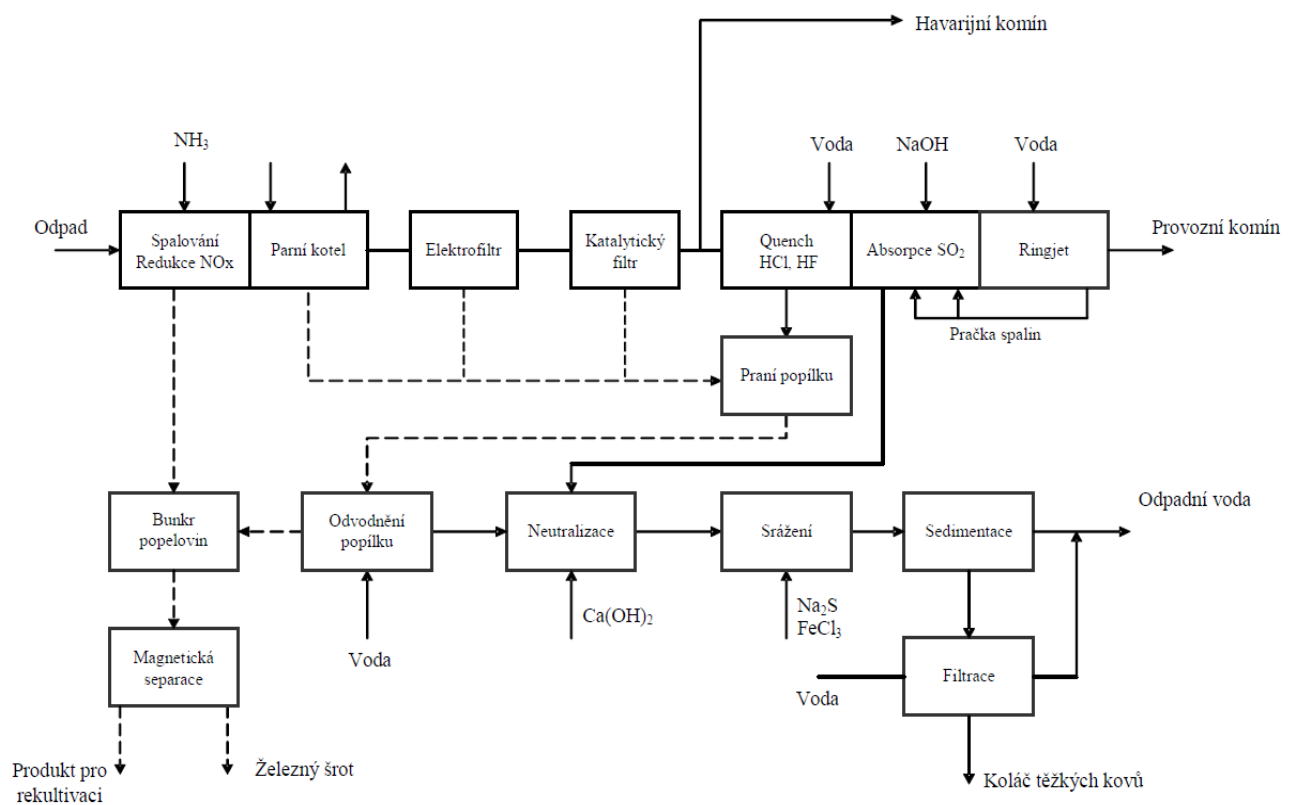 Havarijní komín
NH₃
Voda
NaOH
Voda
Odpad
Spalování
Redukce NOx
Parní kotel
Elektrofiltr
Katalytický
filtr
Quench
HCl, HF
Absorpce SO₂
Ringjet
Provozní komín
Pračka spalin
Praní popílku
Bunkr
popelovin
Odvodnění
popílku
Neutralizace
Srážení
Sedimentace
Odpadní voda
Ca(OH)₂
Na₂S
FeCl₃
Magnetická
separace
Voda
Filtrace
Voda
Produkt pro
rekultivaci
Železný šrot
Koláč těžkých kovů